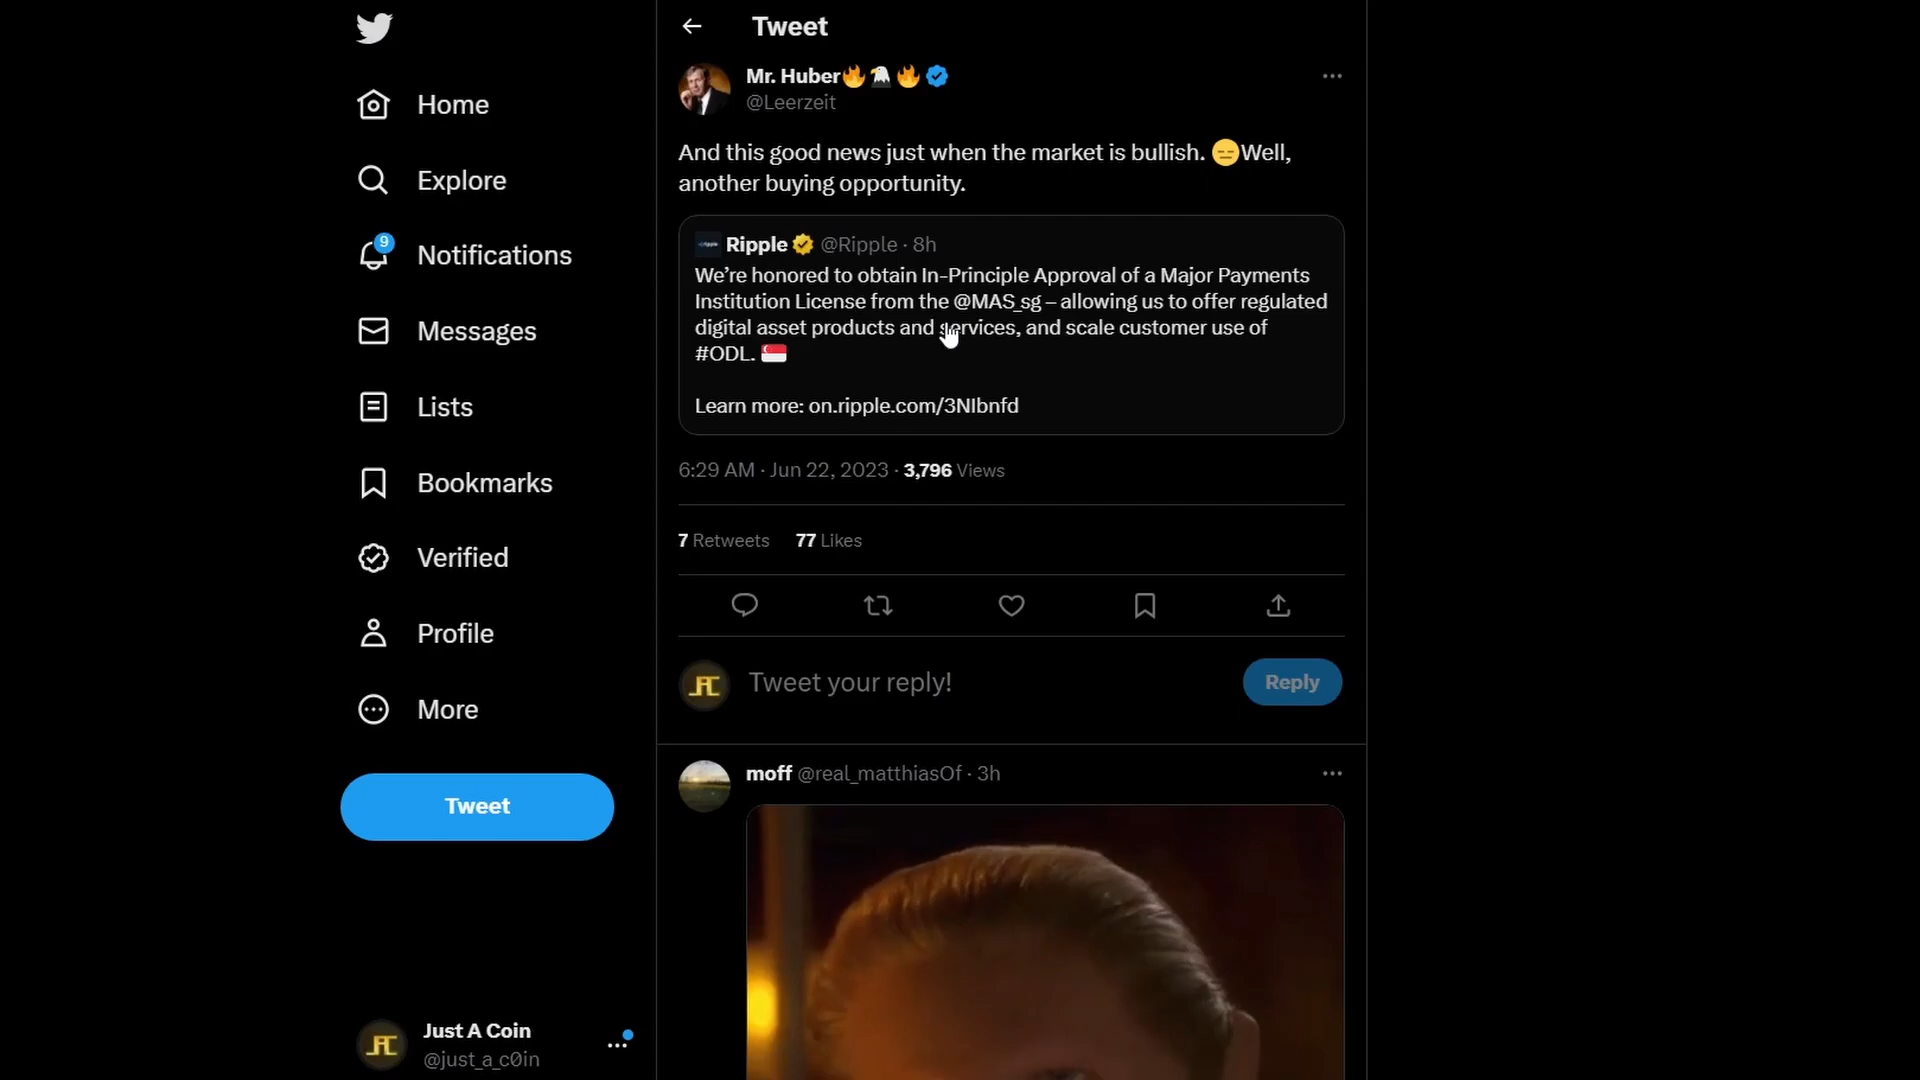 Home
Explore
9
Notifications
Messages
Lists
Bookmarks
Verified
Profile
More
Tweet
Just A Coin
@just_a_c0in
Tweet
Mr. Huber🔥🦅🔥
@Leerzeit
And this good news just when the market is bullish. 😑Well,
another buying opportunity.
Ripple @Ripple · 8h
We’re honored to obtain In-Principle Approval of a Major Payments
Institution License from the @MAS_sg – allowing us to offer regulated
digital asset products and services, and scale customer use of
#ODL. 🇸🇬
Learn more: on.ripple.com/3NIbnfd
6:29 AM · Jun 22, 2023 · 3,796 Views
7 Retweets 77 Likes
Tweet your reply!
Reply
moff @real_matthiasOf · 3h